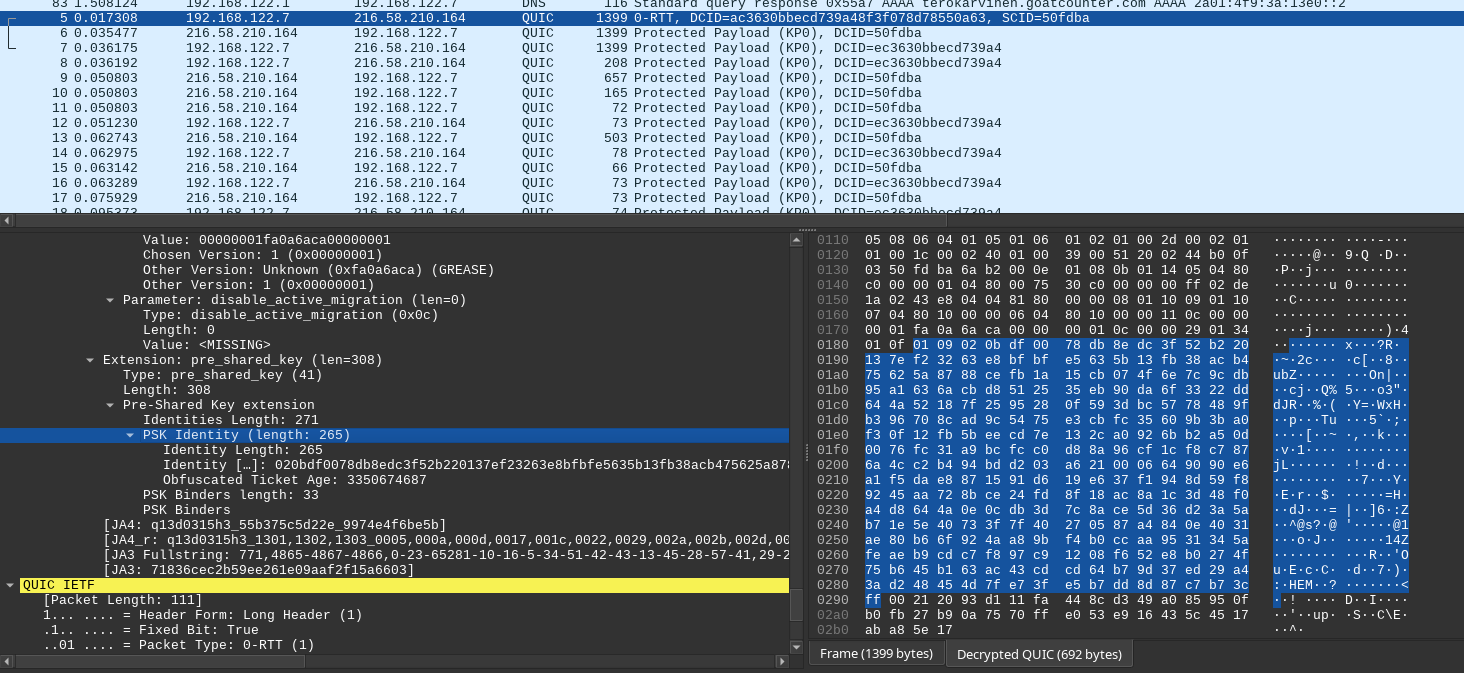 83 1.508124 192.168.122.1 192.168.122.7 DNS 116 Standard query response 0x55a7 AAAA terokarvinen.goatcounter.com AAAA 2a01:4f9:3a:13e0::2
5 0.017308 192.168.122.7 216.58.210.164 QUIC 1399 0-RTT, DCID=ac3630bbecd739a48f3f078d78550a63, SCID=50fdba
6 0.035477 216.58.210.164 192.168.122.7 QUIC 1399 Protected Payload (KP0), DCID=50fdba
7 0.036175 192.168.122.7 216.58.210.164 QUIC 1399 Protected Payload (KP0), DCID=ec3630bbecd739a4
8 0.036192 192.168.122.7 216.58.210.164 QUIC 208 Protected Payload (KP0), DCID=ec3630bbecd739a4
9 0.050803 216.58.210.164 192.168.122.7 QUIC 657 Protected Payload (KP0), DCID=50fdba
10 0.050803 216.58.210.164 192.168.122.7 QUIC 165 Protected Payload (KP0), DCID=50fdba
11 0.050803 216.58.210.164 192.168.122.7 QUIC 72 Protected Payload (KP0), DCID=50fdba
12 0.051230 192.168.122.7 216.58.210.164 QUIC 73 Protected Payload (KP0), DCID=ec3630bbecd739a4
13 0.062743 216.58.210.164 192.168.122.7 QUIC 503 Protected Payload (KP0), DCID=50fdba
14 0.062975 192.168.122.7 216.58.210.164 QUIC 78 Protected Payload (KP0), DCID=ec3630bbecd739a4
15 0.063142 216.58.210.164 192.168.122.7 QUIC 66 Protected Payload (KP0), DCID=50fdba
16 0.063289 192.168.122.7 216.58.210.164 QUIC 73 Protected Payload (KP0), DCID=ec3630bbecd739a4
17 0.075929 216.58.210.164 192.168.122.7 QUIC 73 Protected Payload (KP0), DCID=50fdba
18 0.095373 192.168.122.7 216.58.210.164 QUIC 74 Protected Payload (KP0), DCID=ec3630bbecd739a4
Value: 00000001fa0a6aca00000001
Chosen Version: 1 (0x00000001)
Other Version: Unknown (0xfa0a6aca) (GREASE)
Other Version: 1 (0x00000001)
Parameter: disable_active_migration (len=0)
Type: disable_active_migration (0x0c)
Length: 0
Value: <MISSING>
Extension: pre_shared_key (len=308)
Type: pre_shared_key (41)
Length: 308
Pre-Shared Key extension
Identities Length: 271
PSK Identity (length: 265)
Identity Length: 265
Identity […]: 020bdf0078db8edc3f52b220137ef23263e8bfbfe5635b13fb38acb475625a878
Obfuscated Ticket Age: 3350674687
PSK Binders length: 33
PSK Binders
[JA4: q13d0315h3_55b375c5d22e_9974e4f6be5b]
[JA4_r: q13d0315h3_1301,1302,1303_0005,000a,000d,0017,001c,0022,0029,002a,002b,002d,00
[JA3 Fullstring: 771,4865-4867-4866,0-23-65281-10-16-5-34-51-42-43-13-45-28-57-41,29-2
[JA3: 71836cec2b59ee261e09aaf2f15a6603]
QUIC IETF
[Packet Length: 111]
1... .... = Header Form: Long Header (1)
.1.. .... = Fixed Bit: True
..01 .... = Packet Type: 0-RTT (1)
0110 05 08 06 04 01 05 01 06 01 02 01 00 2d 00 02 01 ········ ····-···
0120 01 00 1c 00 02 40 01 00 39 00 51 20 02 44 b0 0f ·····@·· 9·Q ·D··
0130 03 50 fd ba 6a b2 00 0e 01 08 0b 01 14 05 04 80 ·P··j··· ········
0140 c0 00 00 01 04 80 00 75 30 c0 00 00 00 ff 02 de ·······u 0·······
0150 1a 02 43 e8 04 04 81 80 00 00 08 01 10 09 01 10 ··C····· ········
0160 07 04 80 10 00 00 06 04 80 10 00 00 11 0c 00 00 ········ ········
0170 00 01 fa 0a 6a ca 00 00 00 01 0c 00 00 29 01 34 ····j··· ·····)·4
0180 01 0f 01 09 02 0b df 00 78 db 8e dc 3f 52 b2 20 ········ x···?R·
0190 13 7e f2 32 63 e8 bf bf e5 63 5b 13 fb 38 ac b4 ·~·2c··· ·c[··8··
01a0 75 62 5a 87 88 ce fb 1a 15 cb 07 4f 6e 7c 9c db ubZ····· ···On|··
01b0 95 a1 63 6a cb d8 51 25 35 eb 90 da 6f 33 22 dd ··cj··Q% 5···o3"·
01c0 64 4a 52 18 7f 25 95 28 0f 59 3d bc 57 78 48 9f dJR··%·( ·Y=·WxH·
01d0 b3 96 70 8c ad 9c 54 75 e3 cb fc 35 60 9b 3b a0 ··p···Tu ···5`·;·
01e0 f3 0f 12 fb 5b ee cd 7e 13 2c a0 92 6b b2 a5 0d ····[··~ ·,··k···
01f0 00 76 fc 31 a9 bc fc c0 d8 8a 96 cf 1c f8 c7 87 ·v·1···· ········
0200 6a 4c c2 b4 94 bd d2 03 a6 21 00 06 64 90 90 e6 jL······ ·!··d···
0210 a1 f5 da e8 87 15 91 d6 19 e6 37 f1 94 8d 59 f8 ········ ··7···Y·
0220 92 45 aa 72 8b ce 24 fd 8f 18 ac 8a 1c 3d 48 f0 ·E·r··$· ·····=H·
0230 a4 d8 64 4a 0e 0c db 3d 7c 8a ce 5d 36 d2 3a 5a ··dJ···= |··]6·:Z
0240 b7 1e 5e 40 73 3f 7f 40 27 05 87 a4 84 0e 40 31 ··^@s?·@ '·····@1
0250 ae 80 b6 6f 92 4a a8 9b f4 b0 cc aa 95 31 34 5a ···o·J·· ·····14Z
0260 fe ae b9 cd c7 f8 97 c9 12 08 f6 52 e8 b0 27 4f ········ ···R··'O
0270 75 b6 45 b1 63 ac 43 cd cd 64 b7 9d 37 ed 29 a4 u·E·c·C· ·d··7·)·
0280 3a d2 48 45 4d 7f e7 3f e5 b7 dd 8d 87 c7 b7 3c :·HEM··? ·······<
0290 ff 00 21 20 93 d1 11 fa 44 8c d3 49 a0 85 95 0f ··! ···· D··I····
02a0 b0 fb 27 b9 0a 75 70 ff e0 53 e9 16 43 5c 45 17 ··'··up· ·S··C\E·
02b0 ab a8 5e 17 ··^·
Frame (1399 bytes) Decrypted QUIC (692 bytes)